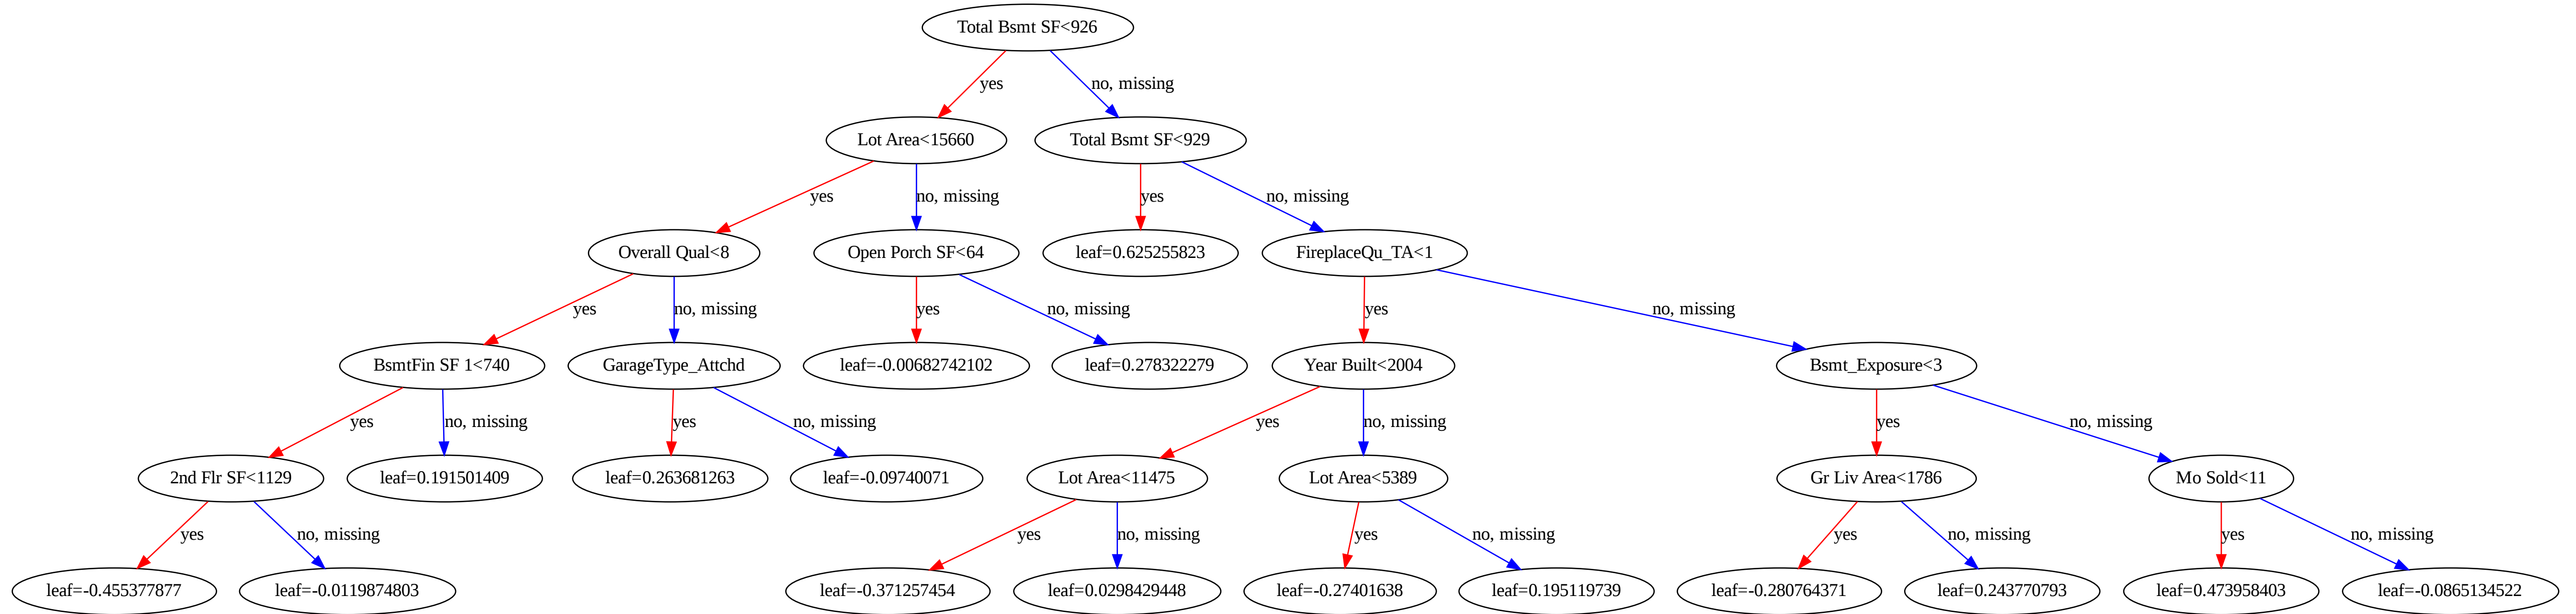 Total Bsmt SF<926
yes
no, missing
Lot Area<15660
Total Bsmt SF<929
yes
no, missing
yes
no, missing
Overall Qual<8
Open Porch SF<64
leaf=0.625255823
FireplaceQu_TA<1
yes
no, missing
yes
no, missing
yes
no, missing
BsmtFin SF 1<740
GarageType_Attchd
leaf=-0.00682742102
leaf=0.278322279
Year Built<2004
Bsmt_Exposure<3
yes
no, missing
yes
no, missing
yes
no, missing
yes
no, missing
2nd Flr SF<1129
leaf=0.191501409
leaf=0.263681263
leaf=-0.09740071
Lot Area<11475
Lot Area<5389
Gr Liv Area<1786
Mo Sold<11
yes
no, missing
yes
no, missing
yes
no, missing
yes
no, missing
yes
no, missing
leaf=-0.455377877
leaf=-0.0119874803
leaf=-0.371257454
leaf=0.0298429448
leaf=-0.27401638
leaf=0.195119739
leaf=-0.280764371
leaf=0.243770793
leaf=0.473958403
leaf=-0.0865134522